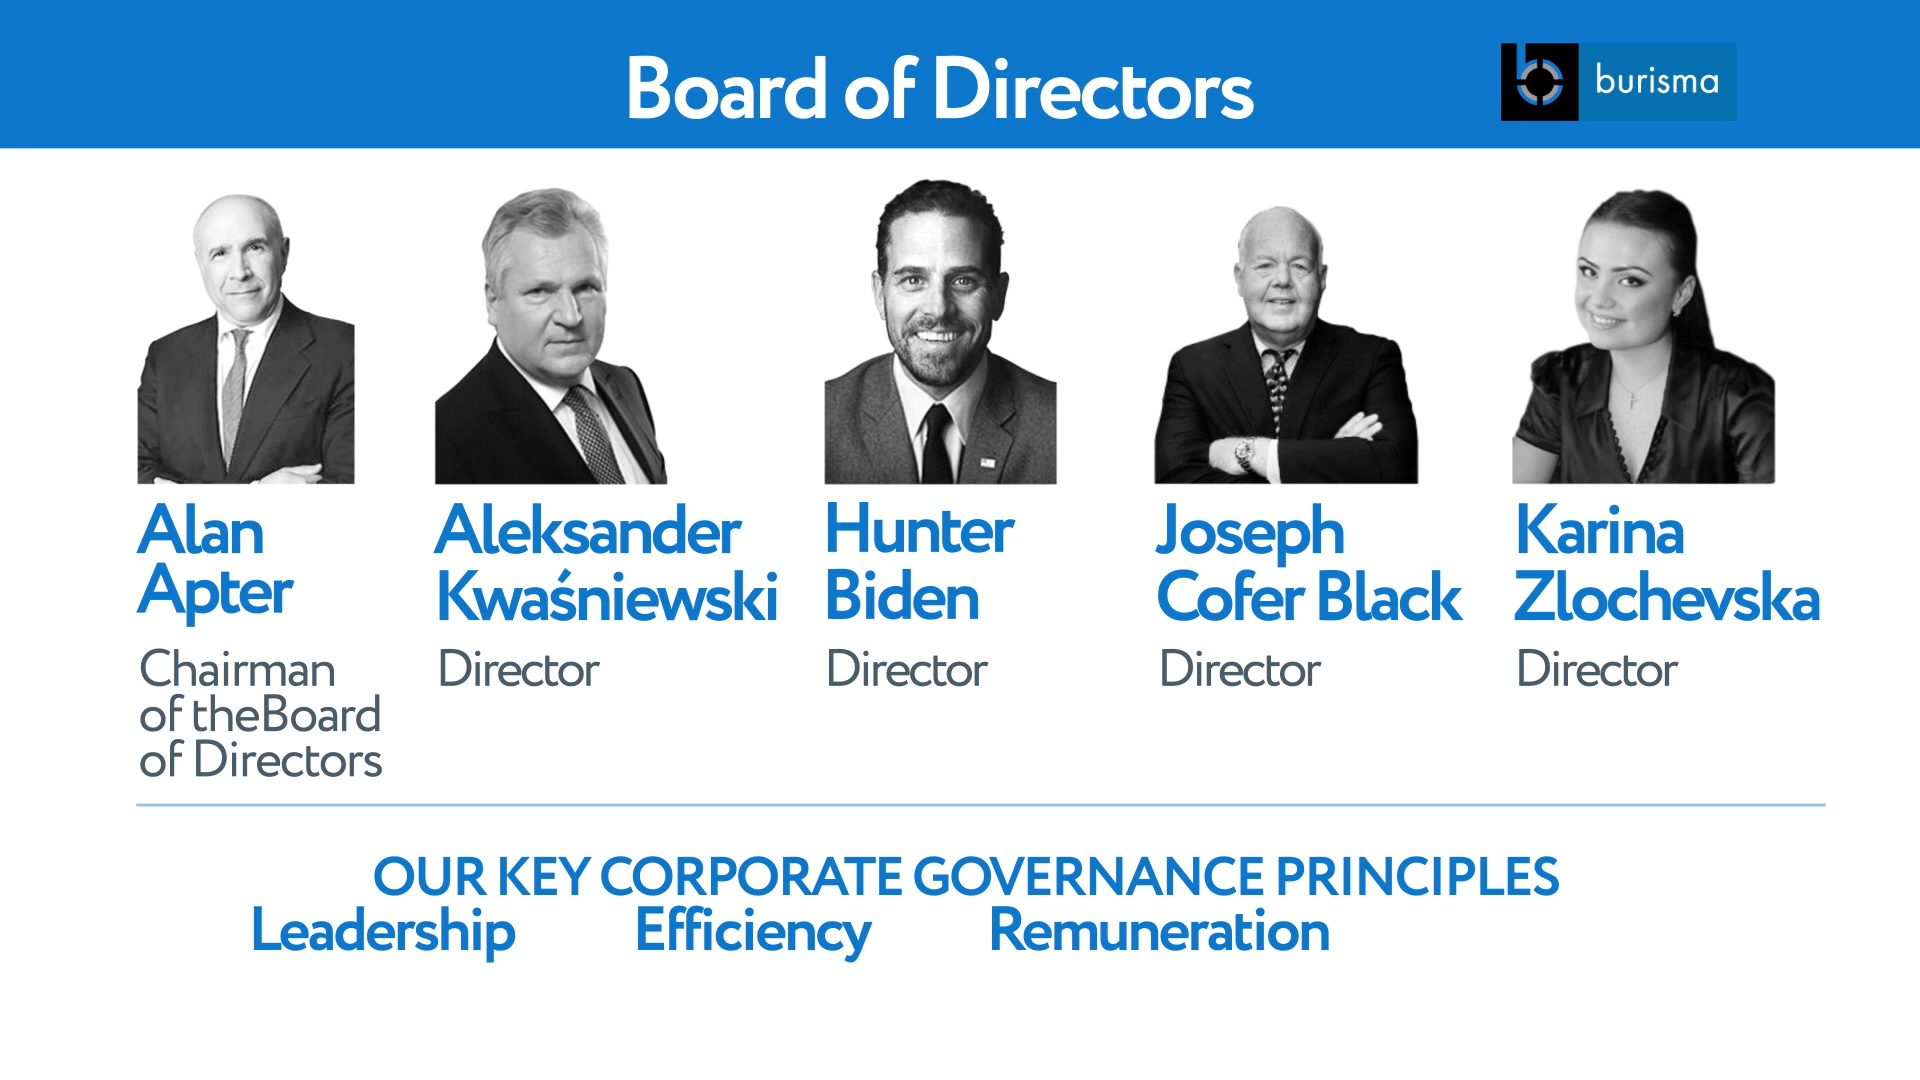 Board of Directors
burisma
Alan
Apter
Chairman
of theBoard
of Directors
Aleksander
Kwaśniewski
Director
Hunter
Biden
Director
Joseph
Cofer Black
Director
Karina
Zlochevska
Director
OUR KEY CORPORATE GOVERNANCE PRINCIPLES
Leadership Efficiency Remuneration